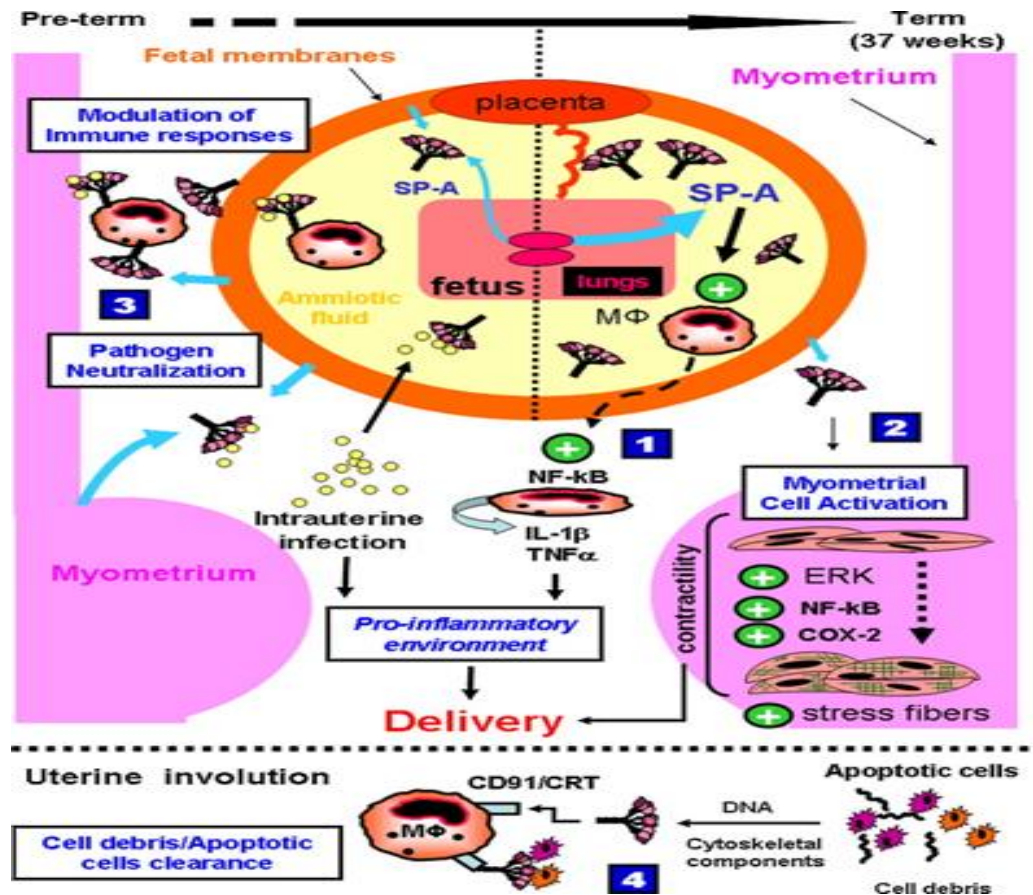 Pre-term
Term
(37 weeks)
Fetal membranes
Myometrium
placenta
Modulation of
Immune responses
SP-A
SP-A
fetus
lungs
+
MΦ
3
Ammiotic
fluid
Pathogen
Neutralization
1
2
+
NF-kB
IL-1β
TNFα
Intrauterine
infection
Myometrial
Cell Activation
Myometrium
contractility
+ ERK
+ NF-kB
+ COX-2
+ stress fibers
Pro-inflammatory
environment
Delivery
Uterine involution
CD91/CRT
Apoptotic cells
MΦ
DNA
Cytoskeletal
components
Cell debris/Apoptotic
cells clearance
4
Cell debris